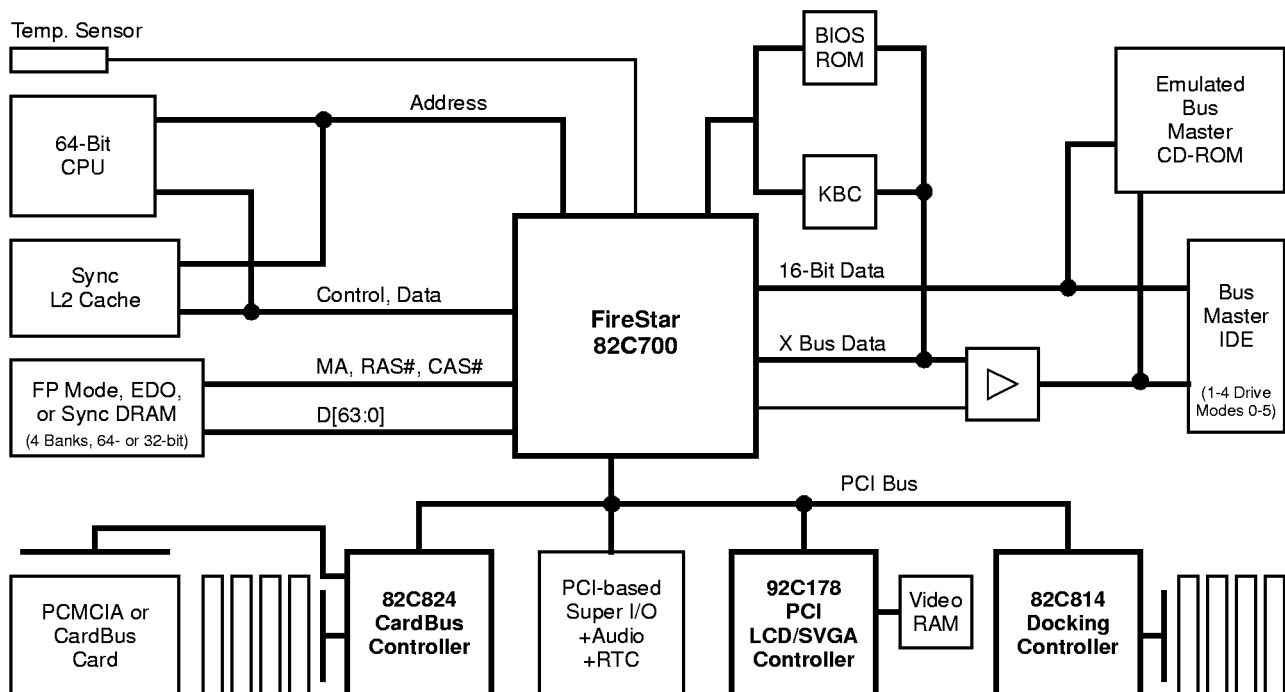 Temp. Sensor
BIOS
ROM
Emulated
Bus
Master
CD-ROM
Address
64-Bit
CPU
KBC
Sync
L2 Cache
Control, Data
FireStar
82C700
16-Bit Data
X Bus Data
Bus
Master
IDE
(1-4 Drive
Modes 0-5)
FP Mode, EDO,
or Sync DRAM
(4 Banks, 64- or 32-bit)
MA, RAS#, CAS#
D[63:0]
PCI Bus
PCMCIA or
CardBus
Card
82C824
CardBus
Controller
PCI-based
Super I/O
+Audio
+RTC
92C178
PCI
LCD/SVGA
Controller
Video
RAM
82C814
Docking
Controller